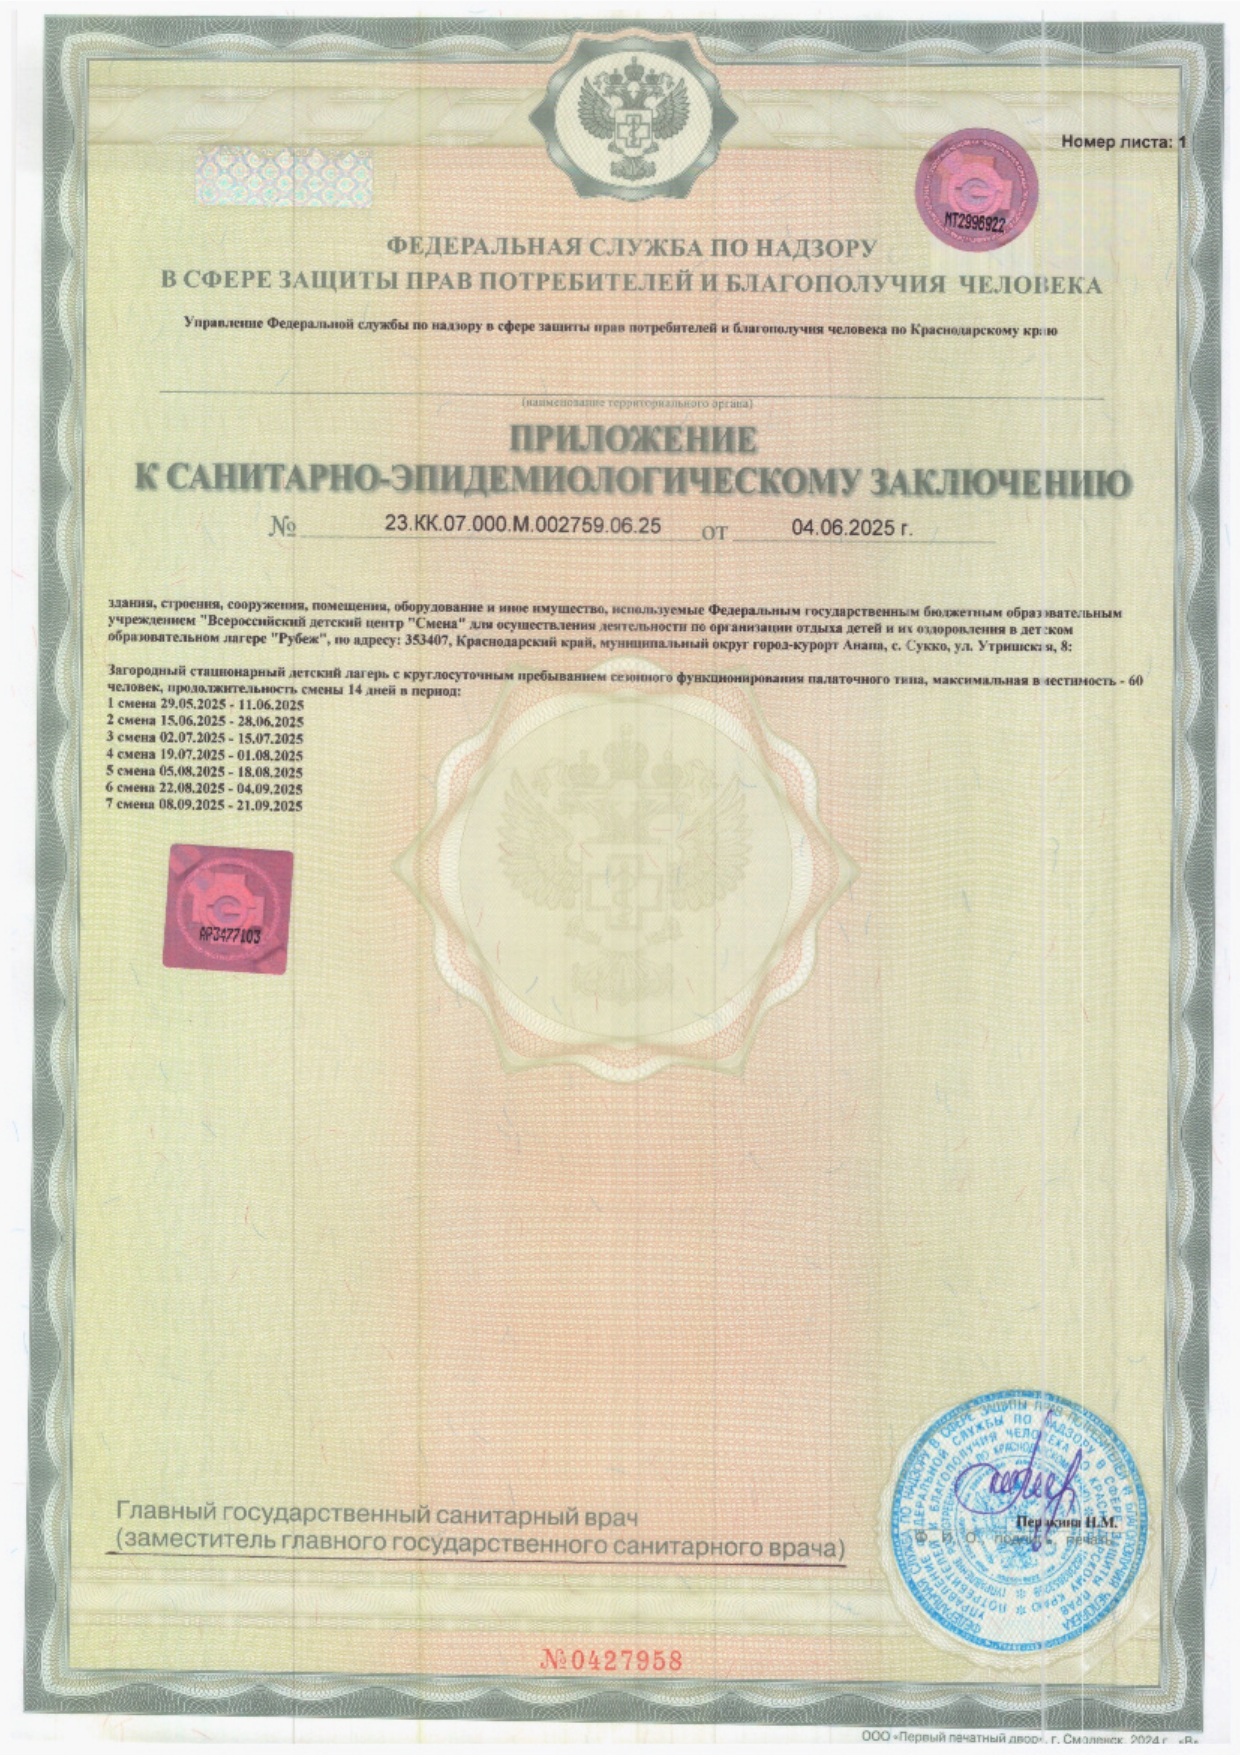 Номер листа: 1
МТ2996922
ФЕДЕРАЛЬНАЯ СЛУЖБА ПО НАДЗОРУ
В СФЕРЕ ЗАЩИТЫ ПРАВ ПОТРЕБИТЕЛЕЙ И БЛАГОПОЛУЧИЯ ЧЕЛОВЕКА
Управление Федеральной службы по надзору в сфере защиты прав потребителей и благополучия человека по Краснодарскому краю
(наименование территориального органа)
ПРИЛОЖЕНИЕ
К САНИТАРНО-ЭПИДЕМИОЛОГИЧЕСКОМУ ЗАКЛЮЧЕНИЮ
№ 23.КК.07.000.М.002759.06.25 от 04.06.2025 г.
здания, строения, сооружения, помещения, оборудование и иное имущество, используемые Федеральным государственным бюджетным образовательным
учреждением "Всероссийский детский центр "Смена" для осуществления деятельности по организации отдыха детей и их оздоровления в детском
образовательном лагере "Рубеж", по адресу: 353407, Краснодарский край, муниципальный округ город-курорт Анапа, с. Сукко, ул. Утришская, 8:
Загородный стационарный детский лагерь с круглосуточным пребыванием сезонного функционирования палаточного типа, максимальная вместимость - 60
человек, продолжительность смены 14 дней в период:
1 смена 29.05.2025 - 11.06.2025
2 смена 15.06.2025 - 28.06.2025
3 смена 02.07.2025 - 15.07.2025
4 смена 19.07.2025 - 01.08.2025
5 смена 05.08.2025 - 18.08.2025
6 смена 22.08.2025 - 04.09.2025
7 смена 08.09.2025 - 21.09.2025
АР3477103
Главный государственный санитарный врач
(заместитель главного государственного санитарного врача)
Н.М.
Ф. И. О., печать
№0427958
ООО «Первый печатный двор», г. Смоленск, 2024 г., «В»